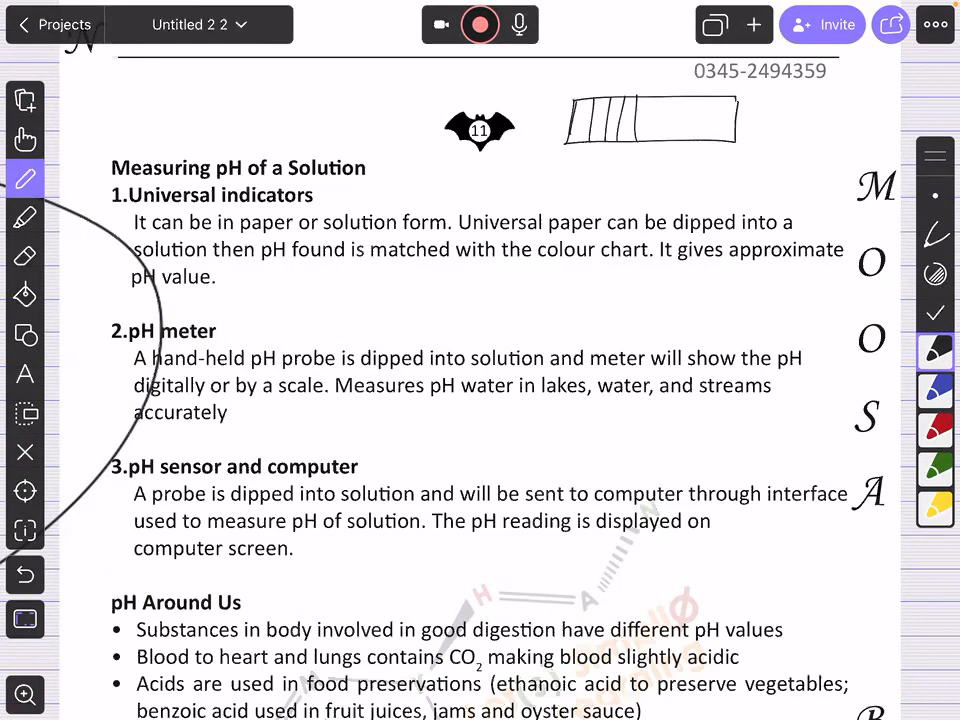 Projects
Untitled 2 2
Invite
N
0345-2494359
11
Measuring pH of a Solution
1.Universal indicators
It can be in paper or solution form. Universal paper can be dipped into a
solution then pH found is matched with the colour chart. It gives approximate
pH value.
2.pH meter
A hand-held pH probe is dipped into solution and meter will show the pH
digitally or by a scale. Measures pH water in lakes, water, and streams
accurately
3.pH sensor and computer
A probe is dipped into solution and will be sent to computer through interface
used to measure pH of solution. The pH reading is displayed on
computer screen.
pH Around Us
• Substances in body involved in good digestion have different pH values
• Blood to heart and lungs contains CO₂ making blood slightly acidic
• Acids are used in food preservations (ethanoic acid to preserve vegetables;
benzoic acid used in fruit juices, jams and oyster sauce)
M
O
O
S
A
H
A
N